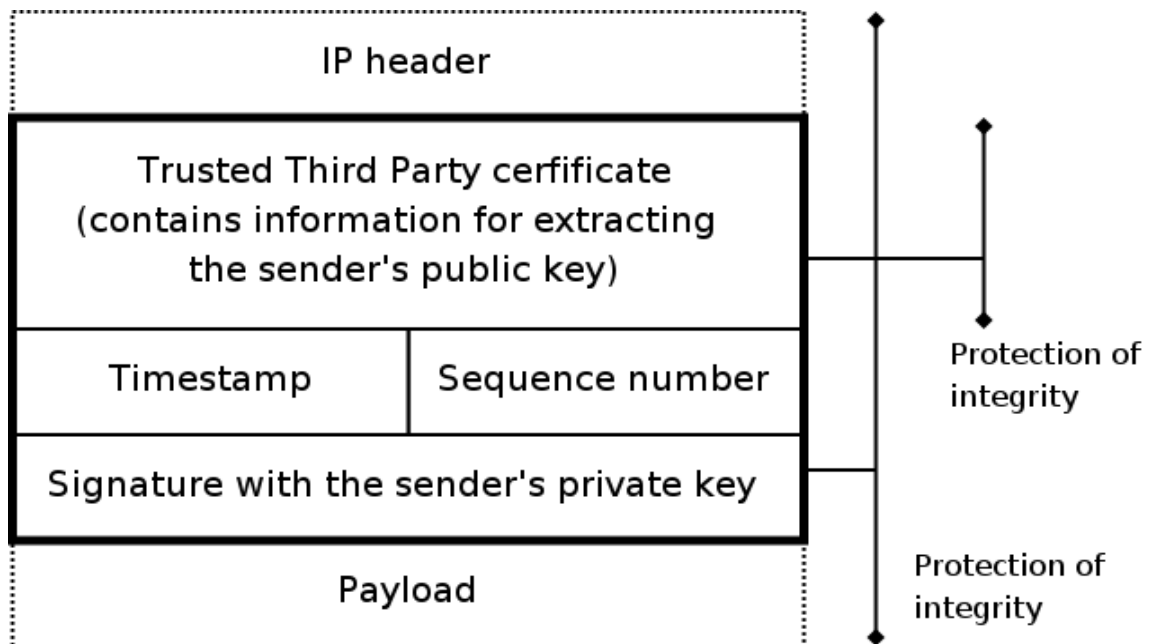 IP header
Trusted Third Party cerfificate
(contains information for extracting
the sender's public key)
Timestamp
Sequence number
Signature with the sender's private key
Payload
Protection of
integrity
Protection of
integrity